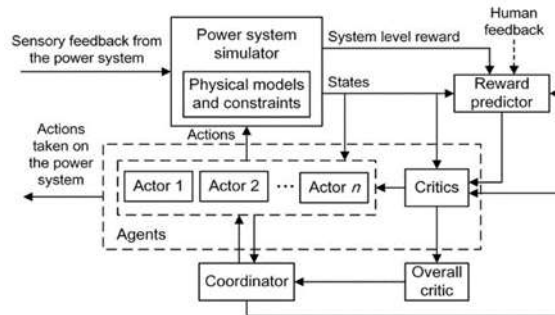 Sensory feedback from
the power system
Power system
simulator
Physical models
and constraints
System level reward
Human
feedback
States
Reward
predictor
Actions
taken on
the power
system
Actions
Actor 1
Actor 2
...
Actor n
Critics
Agents
Coordinator
Overall
critic